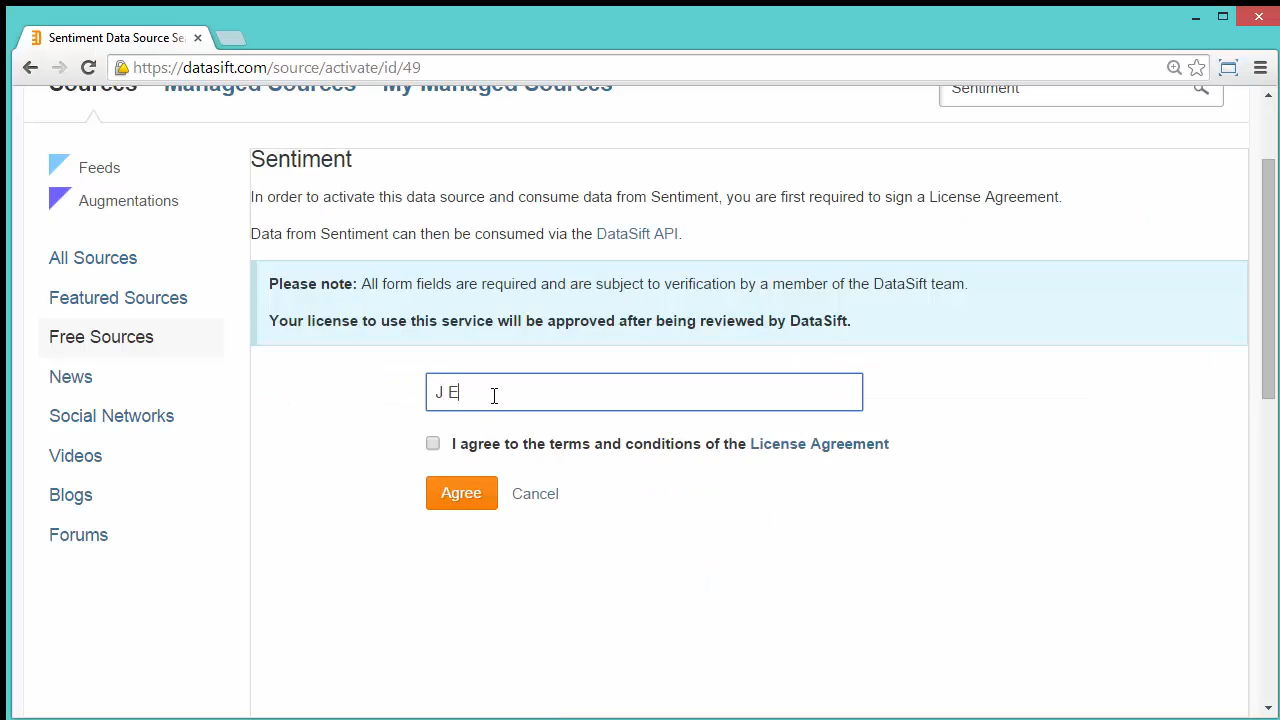 Sentiment Data Source Se
https://datasift.com/source/activate/id/49
Sources Managed Sources My Managed Sources
Sentiment
Feeds
Augmentations
All Sources
Featured Sources
Free Sources
News
Social Networks
Videos
Blogs
Forums
Sentiment
In order to activate this data source and consume data from Sentiment, you are first required to sign a License Agreement.
Data from Sentiment can then be consumed via the DataSift API.
Please note: All form fields are required and are subject to verification by a member of the DataSift team.
Your license to use this service will be approved after being reviewed by DataSift.
J E
I agree to the terms and conditions of the License Agreement
Agree Cancel